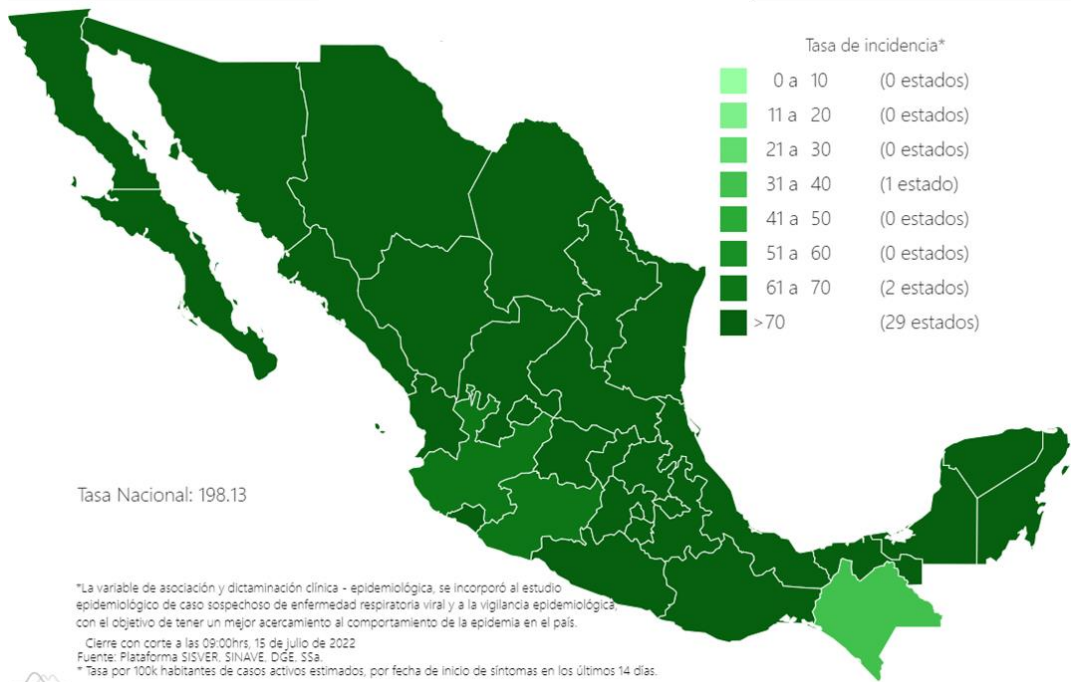 Tasa de incidencia*
0 a 10 (0 estados)
11 a 20 (0 estados)
21 a 30 (0 estados)
31 a 40 (1 estado)
41 a 50 (0 estados)
51 a 60 (0 estados)
61 a 70 (2 estados)
>70 (29 estados)
Tasa Nacional: 198.13
*La variable de asociación y dictaminación clínica - epidemiológica, se incorporó al estudio
epidemiológico de caso sospechoso de enfermedad respiratoria viral y a la vigilancia epidemiológica,
con el objetivo de tener un mejor acercamiento al comportamiento de la epidemia en el país.
Cierre con corte a las 09:00hrs, 15 de julio de 2022
Fuente: Plataforma SISVER, SINAVE, DGE, SSa.
* Tasa por 100k habitantes de casos activos estimados, por fecha de inicio de síntomas en los últimos 14 días.